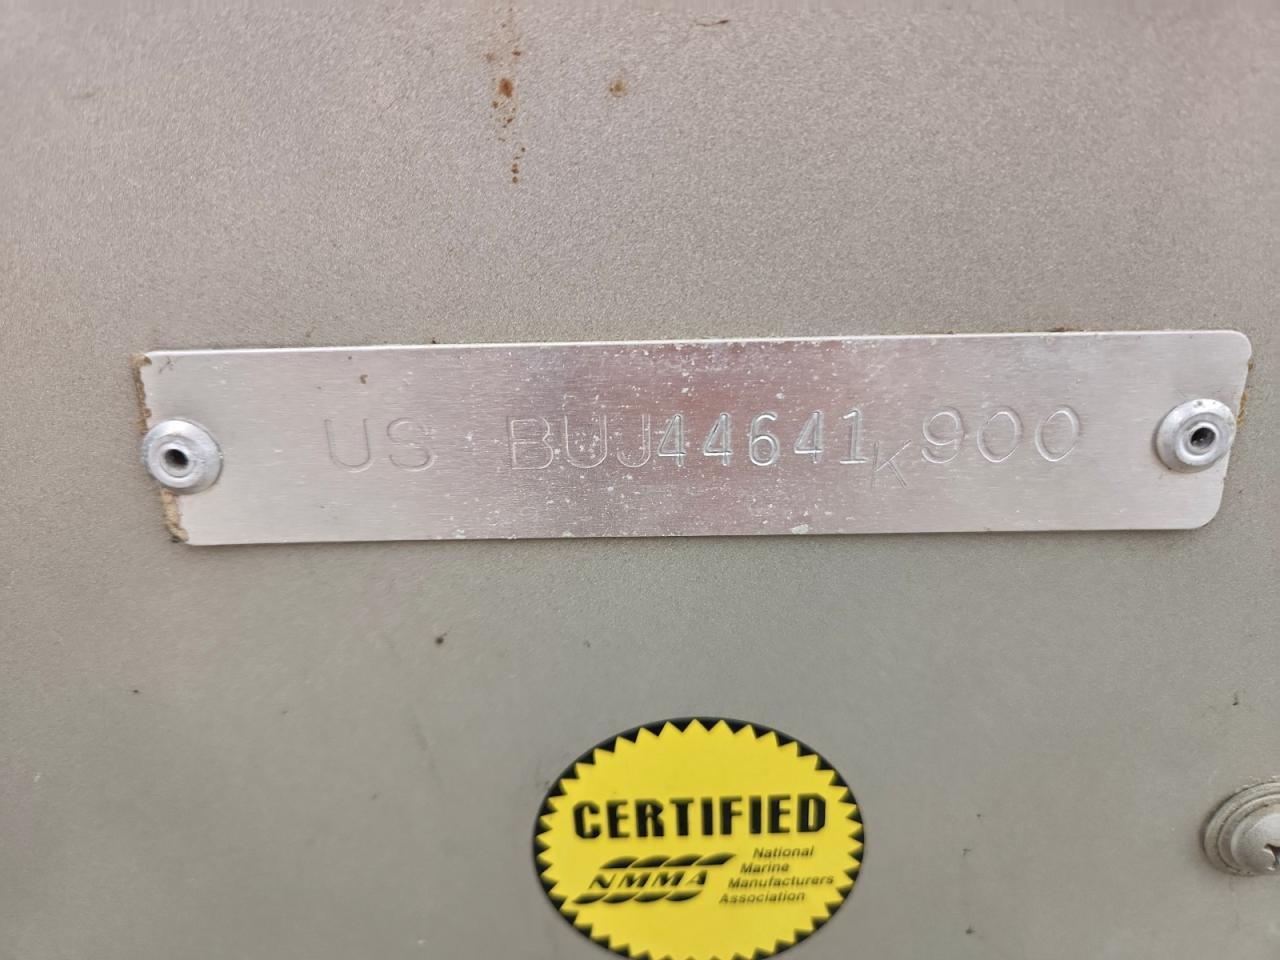 US BUJ44641K900
CERTIFIED
NMMA
National
Marine
Manufacturers
Association